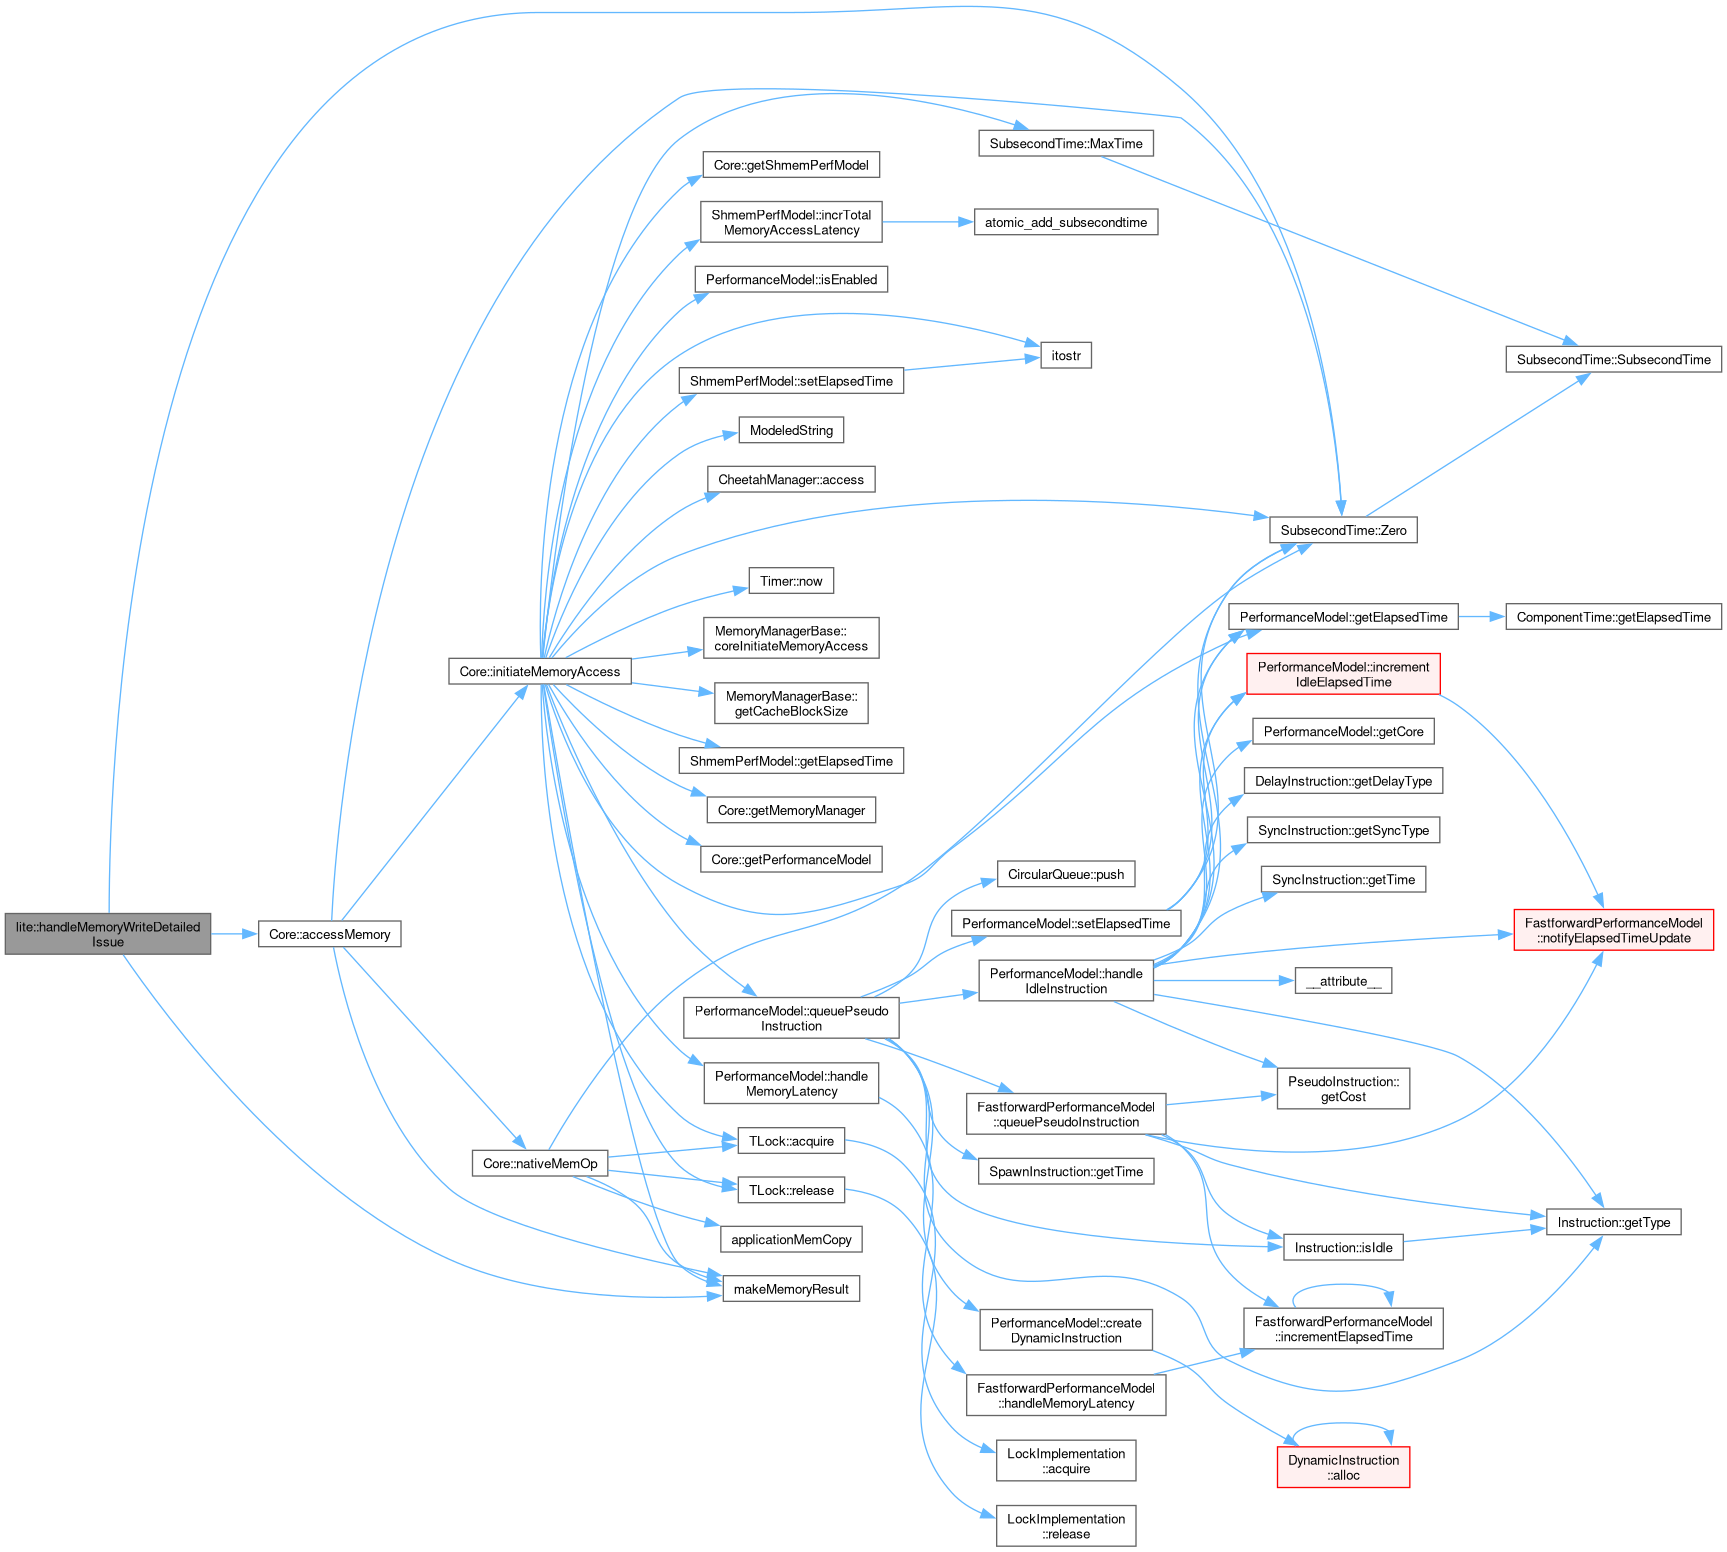 lite::handleMemoryWriteDetailed
Issue
Core::accessMemory
Core::initiateMemoryAccess
Core::nativeMemOp
Core::getShmemPerfModel
ShmemPerfModel::incrTotal
MemoryAccessLatency
PerformanceModel::isEnabled
ShmemPerfModel::setElapsedTime
ModeledString
CheetahManager::access
Timer::now
MemoryManagerBase::
coreInitiateMemoryAccess
MemoryManagerBase::
getCacheBlockSize
ShmemPerfModel::getElapsedTime
Core::getMemoryManager
Core::getPerformanceModel
PerformanceModel::queuePseudo
Instruction
PerformanceModel::handle
MemoryLatency
TLock::acquire
TLock::release
applicationMemCopy
makeMemoryResult
SubsecondTime::MaxTime
atomic_add_subsecondtime
itostr
CircularQueue::push
PerformanceModel::setElapsedTime
PerformanceModel::handle
IdleInstruction
FastforwardPerformanceModel
::queuePseudoInstruction
SpawnInstruction::getTime
PerformanceModel::create
DynamicInstruction
FastforwardPerformanceModel
::handleMemoryLatency
LockImplementation
::acquire
LockImplementation
::release
SubsecondTime::Zero
PerformanceModel::getElapsedTime
PerformanceModel::increment
IdleElapsedTime
PerformanceModel::getCore
DelayInstruction::getDelayType
SyncInstruction::getSyncType
SyncInstruction::getTime
__attribute__
PseudoInstruction::
getCost
Instruction::isIdle
FastforwardPerformanceModel
::incrementElapsedTime
DynamicInstruction
::alloc
SubsecondTime::SubsecondTime
ComponentTime::getElapsedTime
FastforwardPerformanceModel
::notifyElapsedTimeUpdate
Instruction::getType